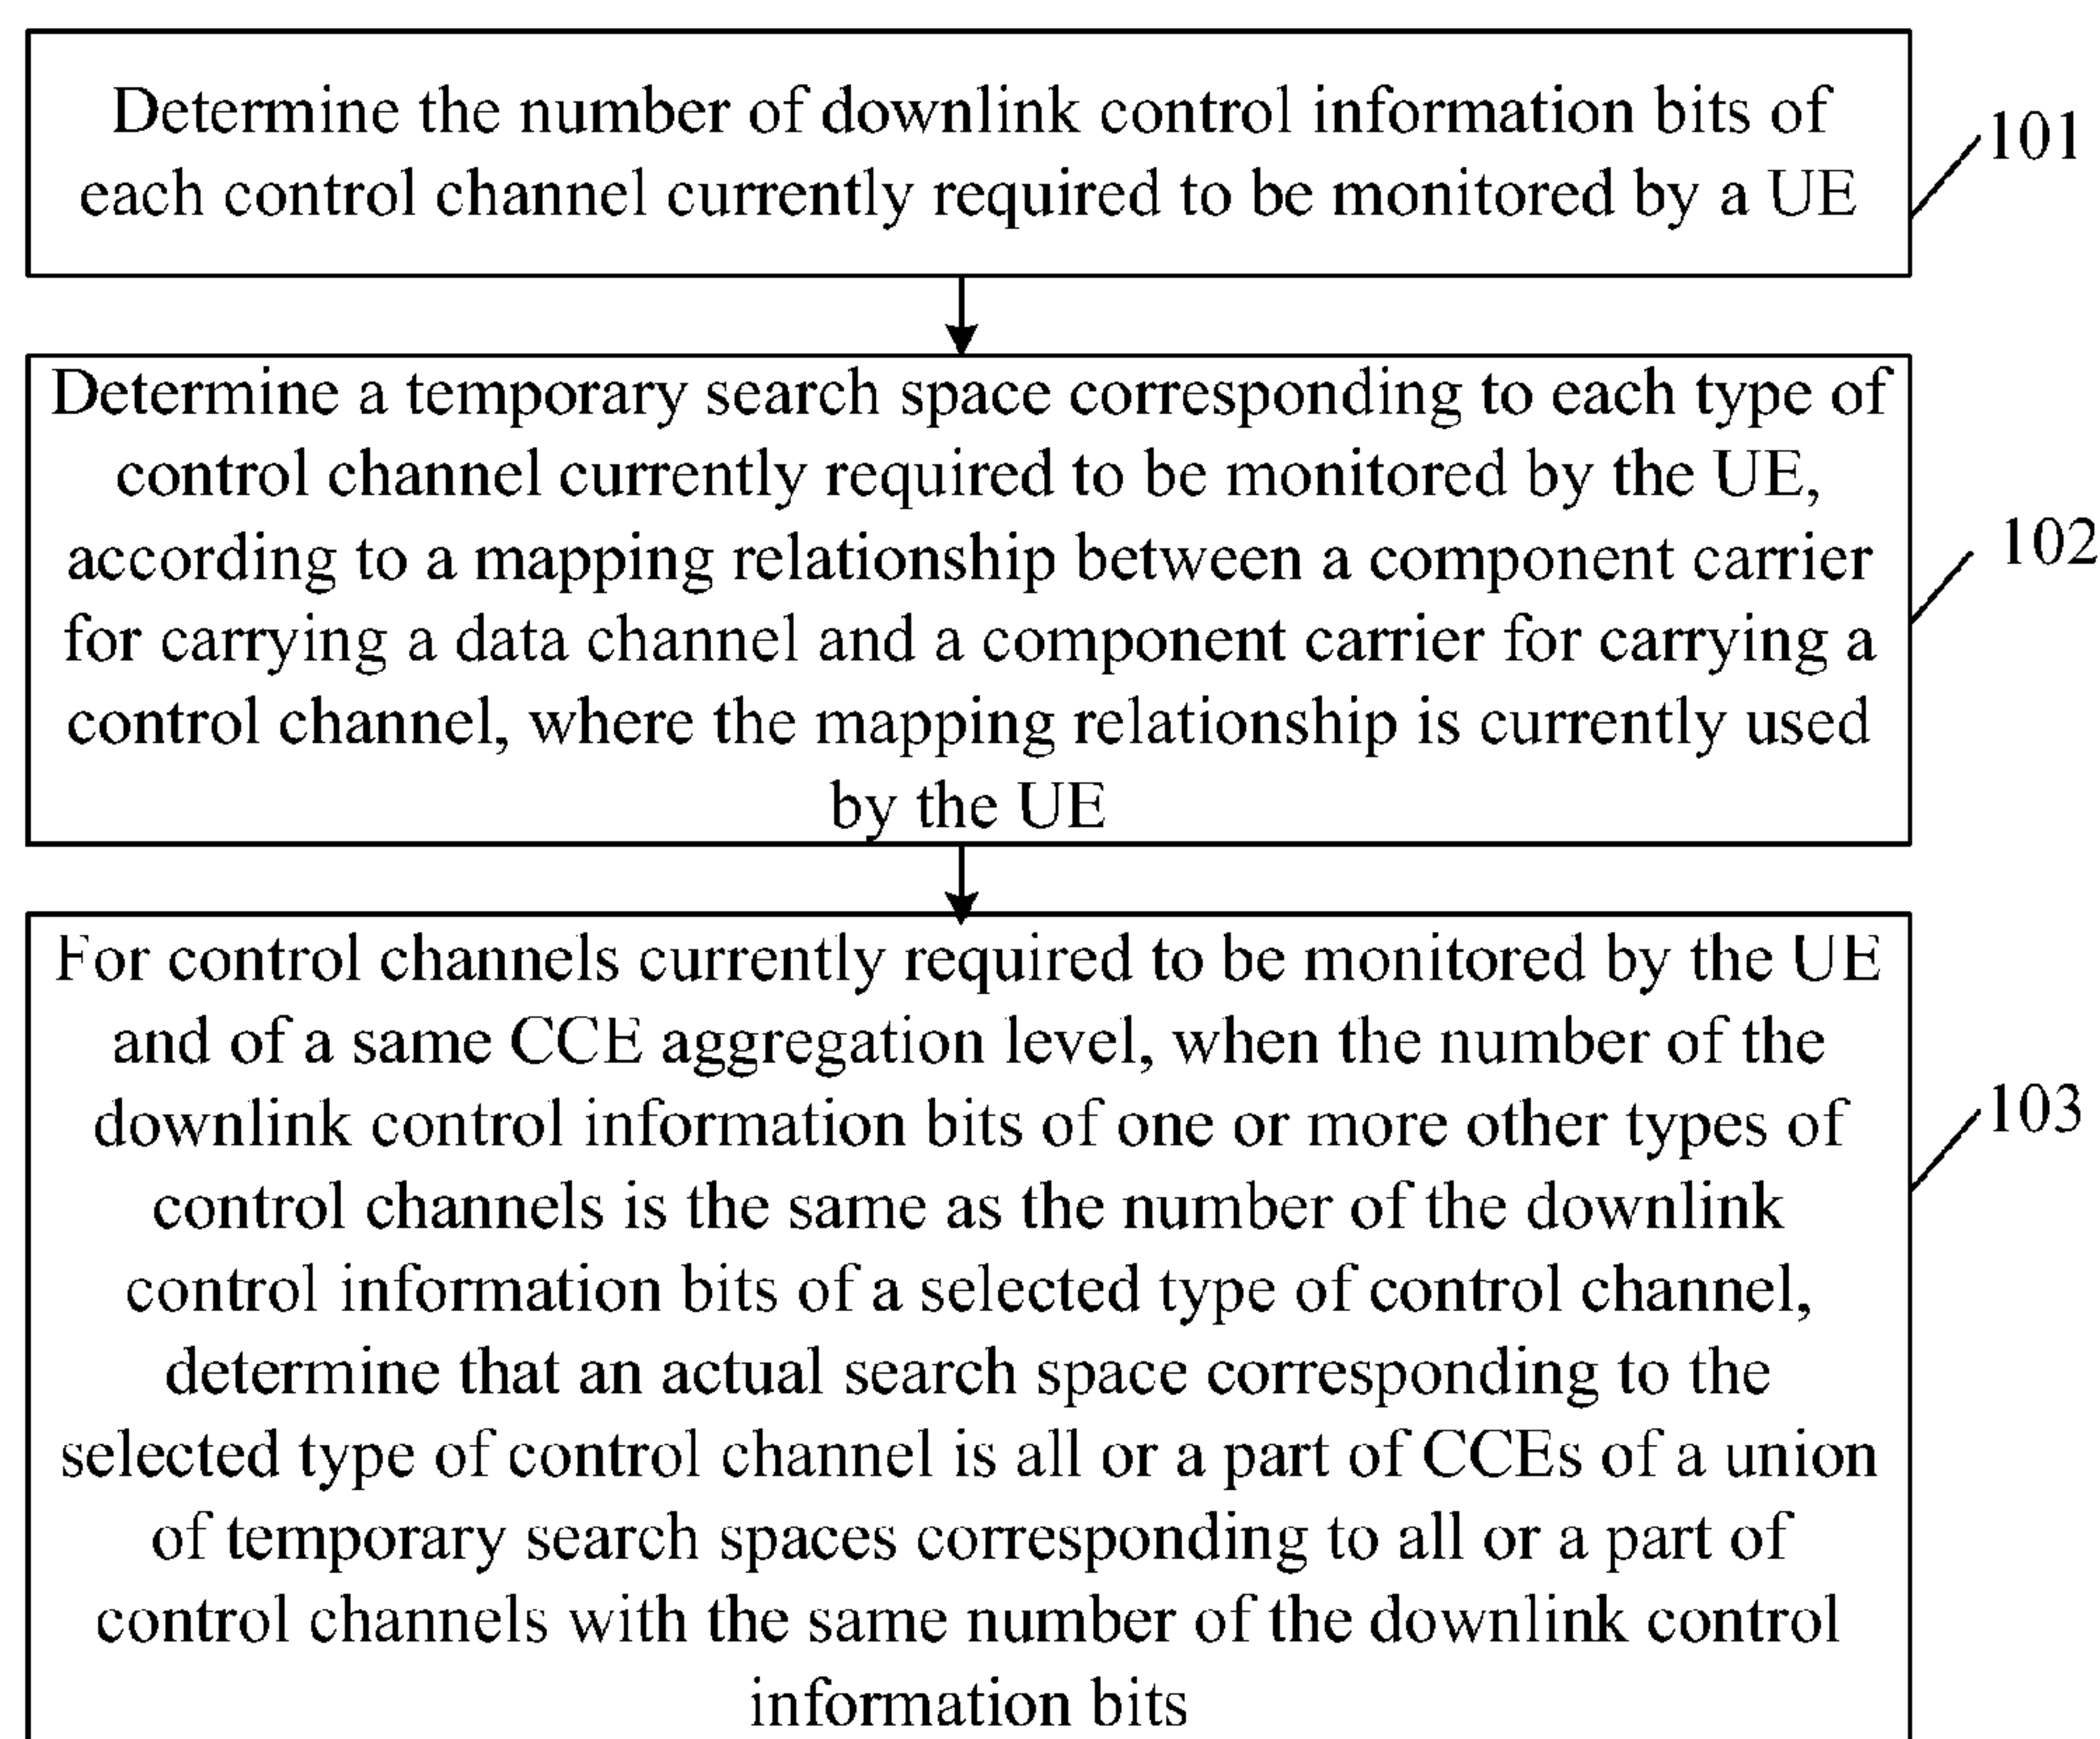 Determine the number of downlink control information bits of
each control channel currently required to be monitored by a UE
101
Determine a temporary search space corresponding to each type of
control channel currently required to be monitored by the UE,
according to a mapping relationship between a component carrier
for carrying a data channel and a component carrier for carrying a
control channel, where the mapping relationship is currently used
by the UE
102
For control channels currently required to be monitored by the UE
and of a same CCE aggregation level, when the number of the
downlink control information bits of one or more other types of
control channels is the same as the number of the downlink
control information bits of a selected type of control channel,
determine that an actual search space corresponding to the
selected type of control channel is all or a part of CCEs of a union
of temporary search spaces corresponding to all or a part of
control channels with the same number of the downlink control
information bits
103